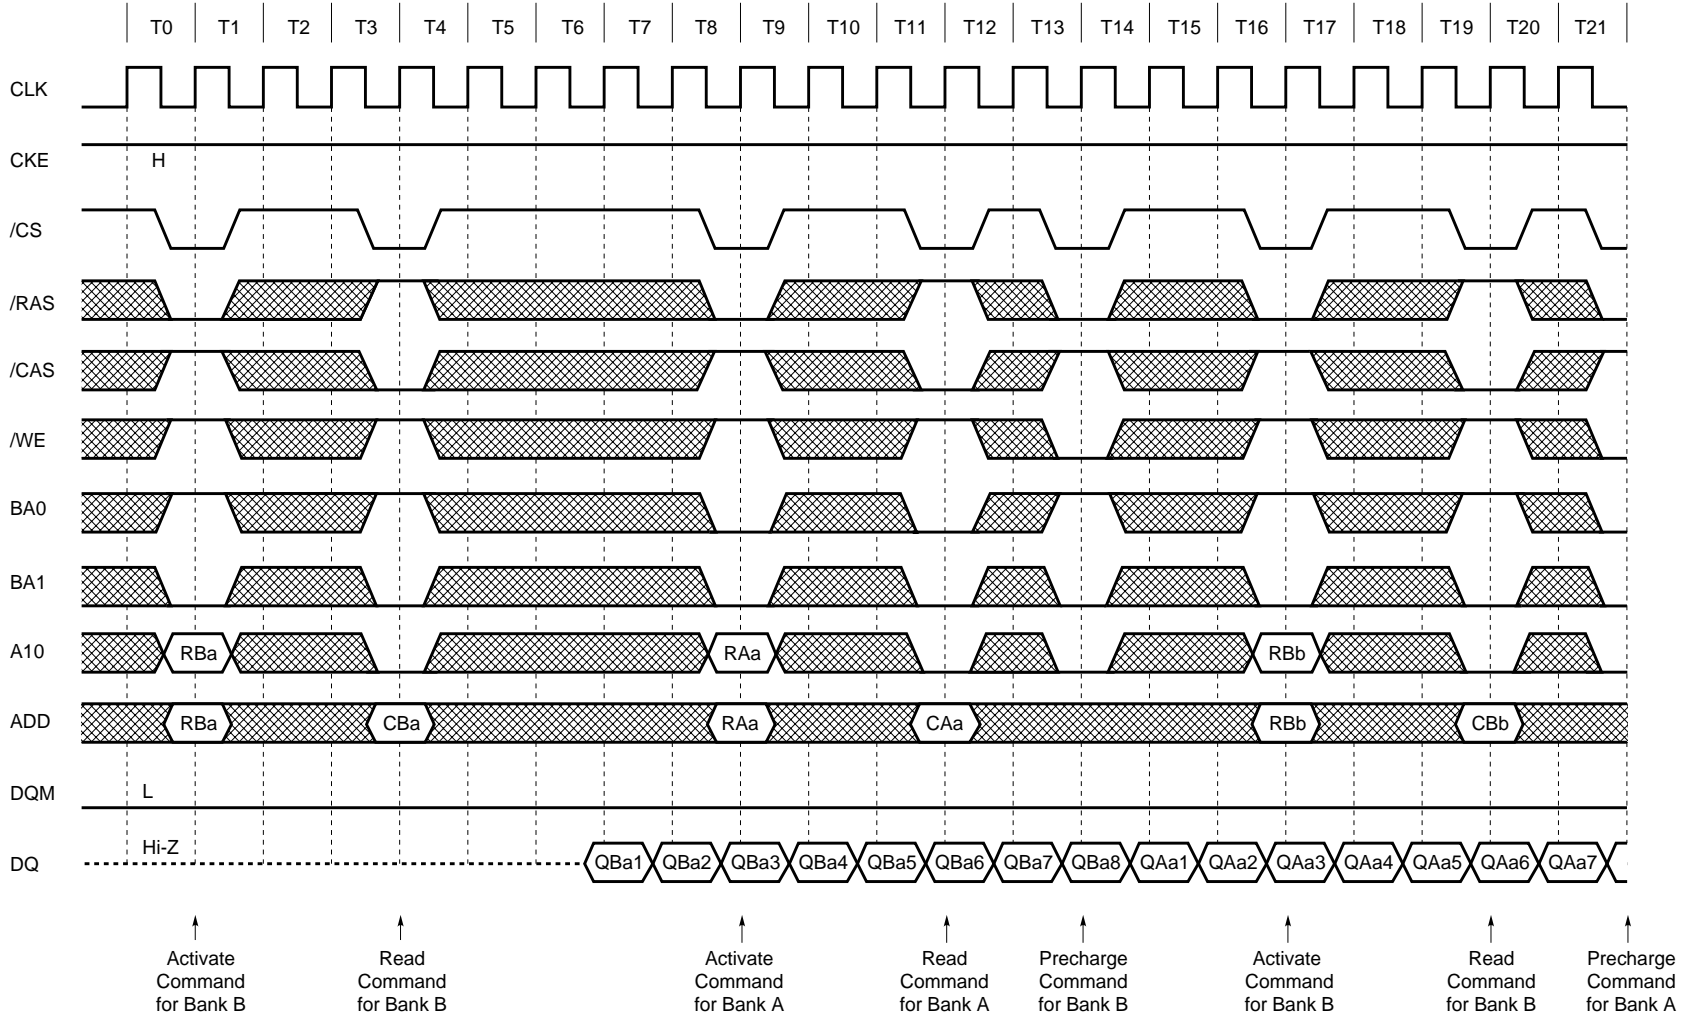 T0 T1 T2 T3 T4 T5 T6 T7 T8 T9 T10 T11 T12 T13 T14 T15 T16 T17 T18 T19 T20 T21
CLK
CKE
H
/CS
/RAS
/CAS
/WE
BA0
BA1
A10 RBa RAa RBb
ADD RBa CBa RAa CAa RBb CBb
DQM
L
DQ
Hi-Z
QBa1 QBa2 QBa3 QBa4 QBa5 QBa6 QBa7 QBa8 QAa1 QAa2 QAa3 QAa4 QAa5 QAa6 QAa7
Activate
Command
for Bank B
Read
Command
for Bank B
Activate
Command
for Bank A
Read
Command
for Bank A
Precharge
Command
for Bank B
Activate
Command
for Bank B
Read
Command
for Bank B
Precharge
Command
for Bank A